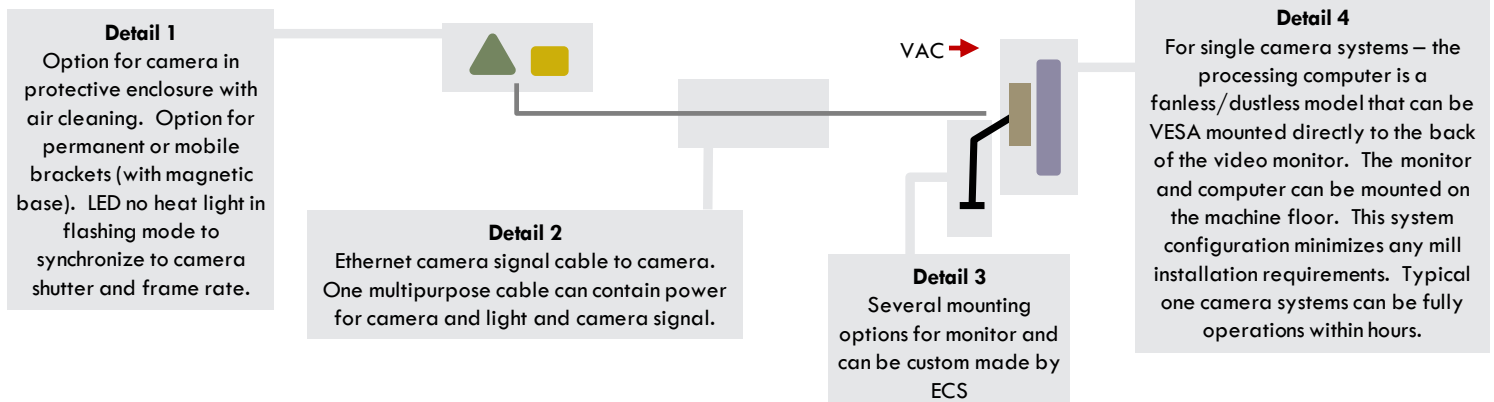 Detail 1
Option for camera in
protective enclosure with
air cleaning. Option for
permanent or mobile
brackets (with magnetic
base). LED no heat light in
flashing mode to
synchronize to camera
shutter and frame rate.
Detail 2
Ethernet camera signal cable to camera.
One multipurpose cable can contain power
for camera and light and camera signal.
VAC
Detail 3
Several mounting
options for monitor and
can be custom made by
ECS
Detail 4
For single camera systems – the
processing computer is a
fanless/dustless model that can be
VESA mounted directly to the back
of the video monitor. The monitor
and computer can be mounted on
the machine floor. This system
configuration minimizes any mill
installation requirements. Typical
one camera systems can be fully
operations within hours.